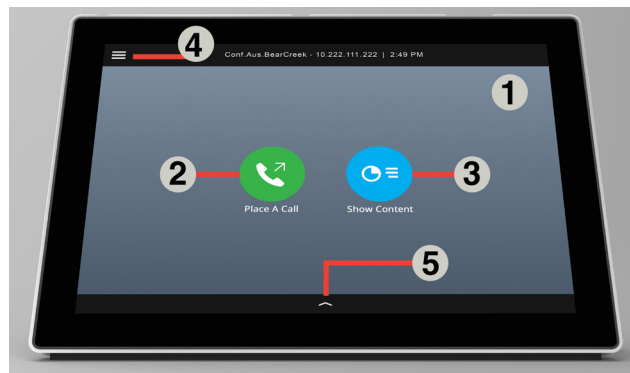 4
Conf.Aus.BearCreek - 10.222.111.222 | 2:49 PM
1
2
3
Place A Call
Show Content
5